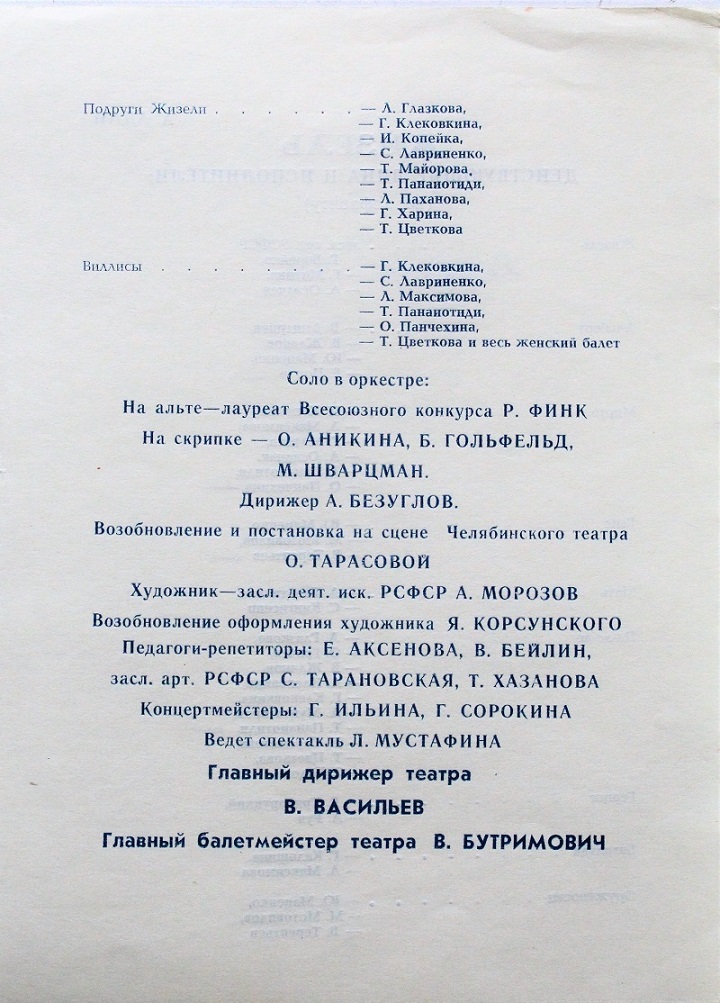 Подруги Жизели . . . . . . . — Л. Глазкова,
— Г. Клековкина,
— И. Копейка,
— С. Лавриненко,
— Т. Майорова,
— Т. Панаиотиди,
— Л. Паханова,
— Г. Харина,
— Т. Цветкова
Виллисы . . . . . . . . — Г. Клековкина,
— С. Лавриненко,
— Л. Максимова,
— Т. Панаиотиди,
— О. Панчехина,
— Т. Цветкова и весь женский балет
Соло в оркестре:
На альте—лауреат Всесоюзного конкурса Р. ФИНК
На скрипке — О. АНИКИНА, Б. ГОЛЬФЕЛЬД,
М. ШВАРЦМАН.
Дирижер А. БЕЗУГЛОВ.
Возобновление и постановка на сцене Челябинского театра
О. ТАРАСОВОЙ
Художник—засл. деят. иск. РСФСР А. МОРОЗОВ
Возобновление оформления художника Я. КОРСУНСКОГО
Педагоги-репетиторы: Е. АКСЕНОВА, В. БЕЙЛИН,
засл. арт. РСФСР С. ТАРАНОВСКАЯ, Т. ХАЗАНОВА
Концертмейстеры: Г. ИЛЬИНА, Г. СОРОКИНА
Ведет спектакль Л. МУСТАФИНА
Главный дирижер театра
В. ВАСИЛЬЕВ
Главный балетмейстер театра В. БУТРИМОВИЧ